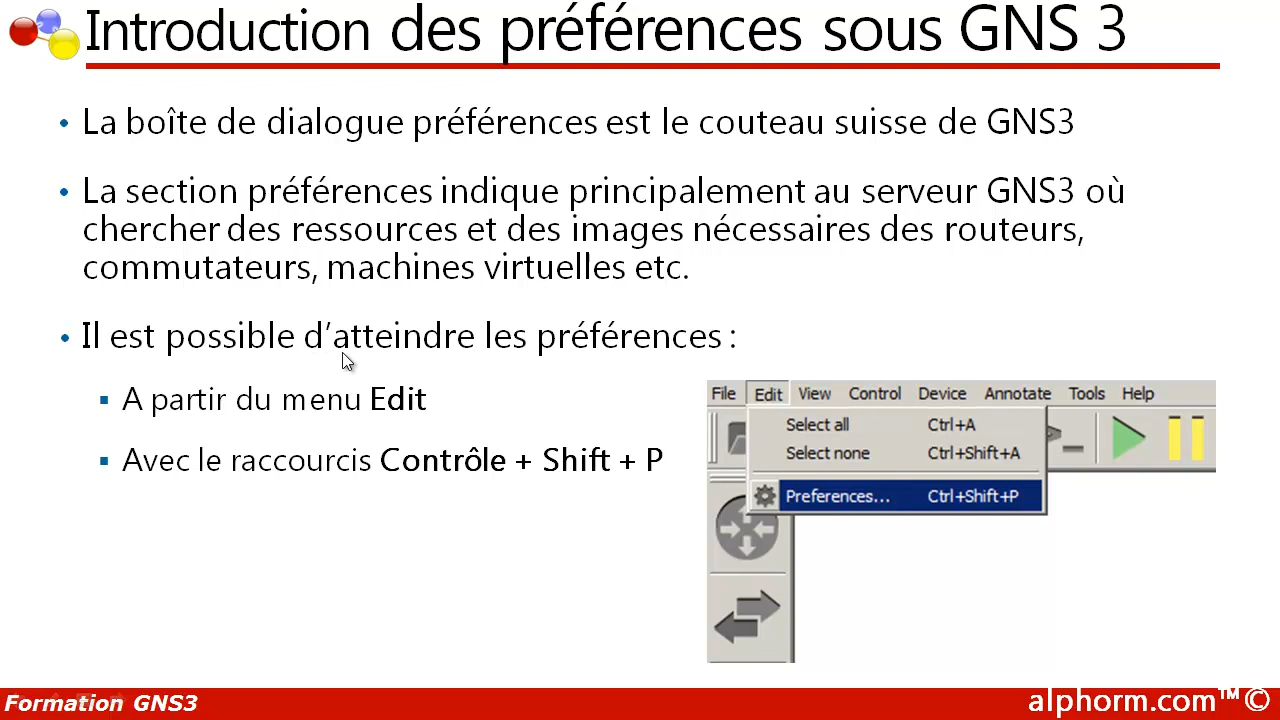 Introduction des préférences sous GNS 3
• La boîte de dialogue préférences est le couteau suisse de GNS3
• La section préférences indique principalement au serveur GNS3 où
chercher des ressources et des images nécessaires des routeurs,
commutateurs, machines virtuelles etc.
• Il est possible d’atteindre les préférences :
▪ A partir du menu Edit
▪ Avec le raccourcis Contrôle + Shift + P
File Edit View Control Device Annotate Tools Help
Select all Ctrl+A
Select none Ctrl+Shift+A
Preferences... Ctrl+Shift+P
Formation GNS3
alphorm.com™©